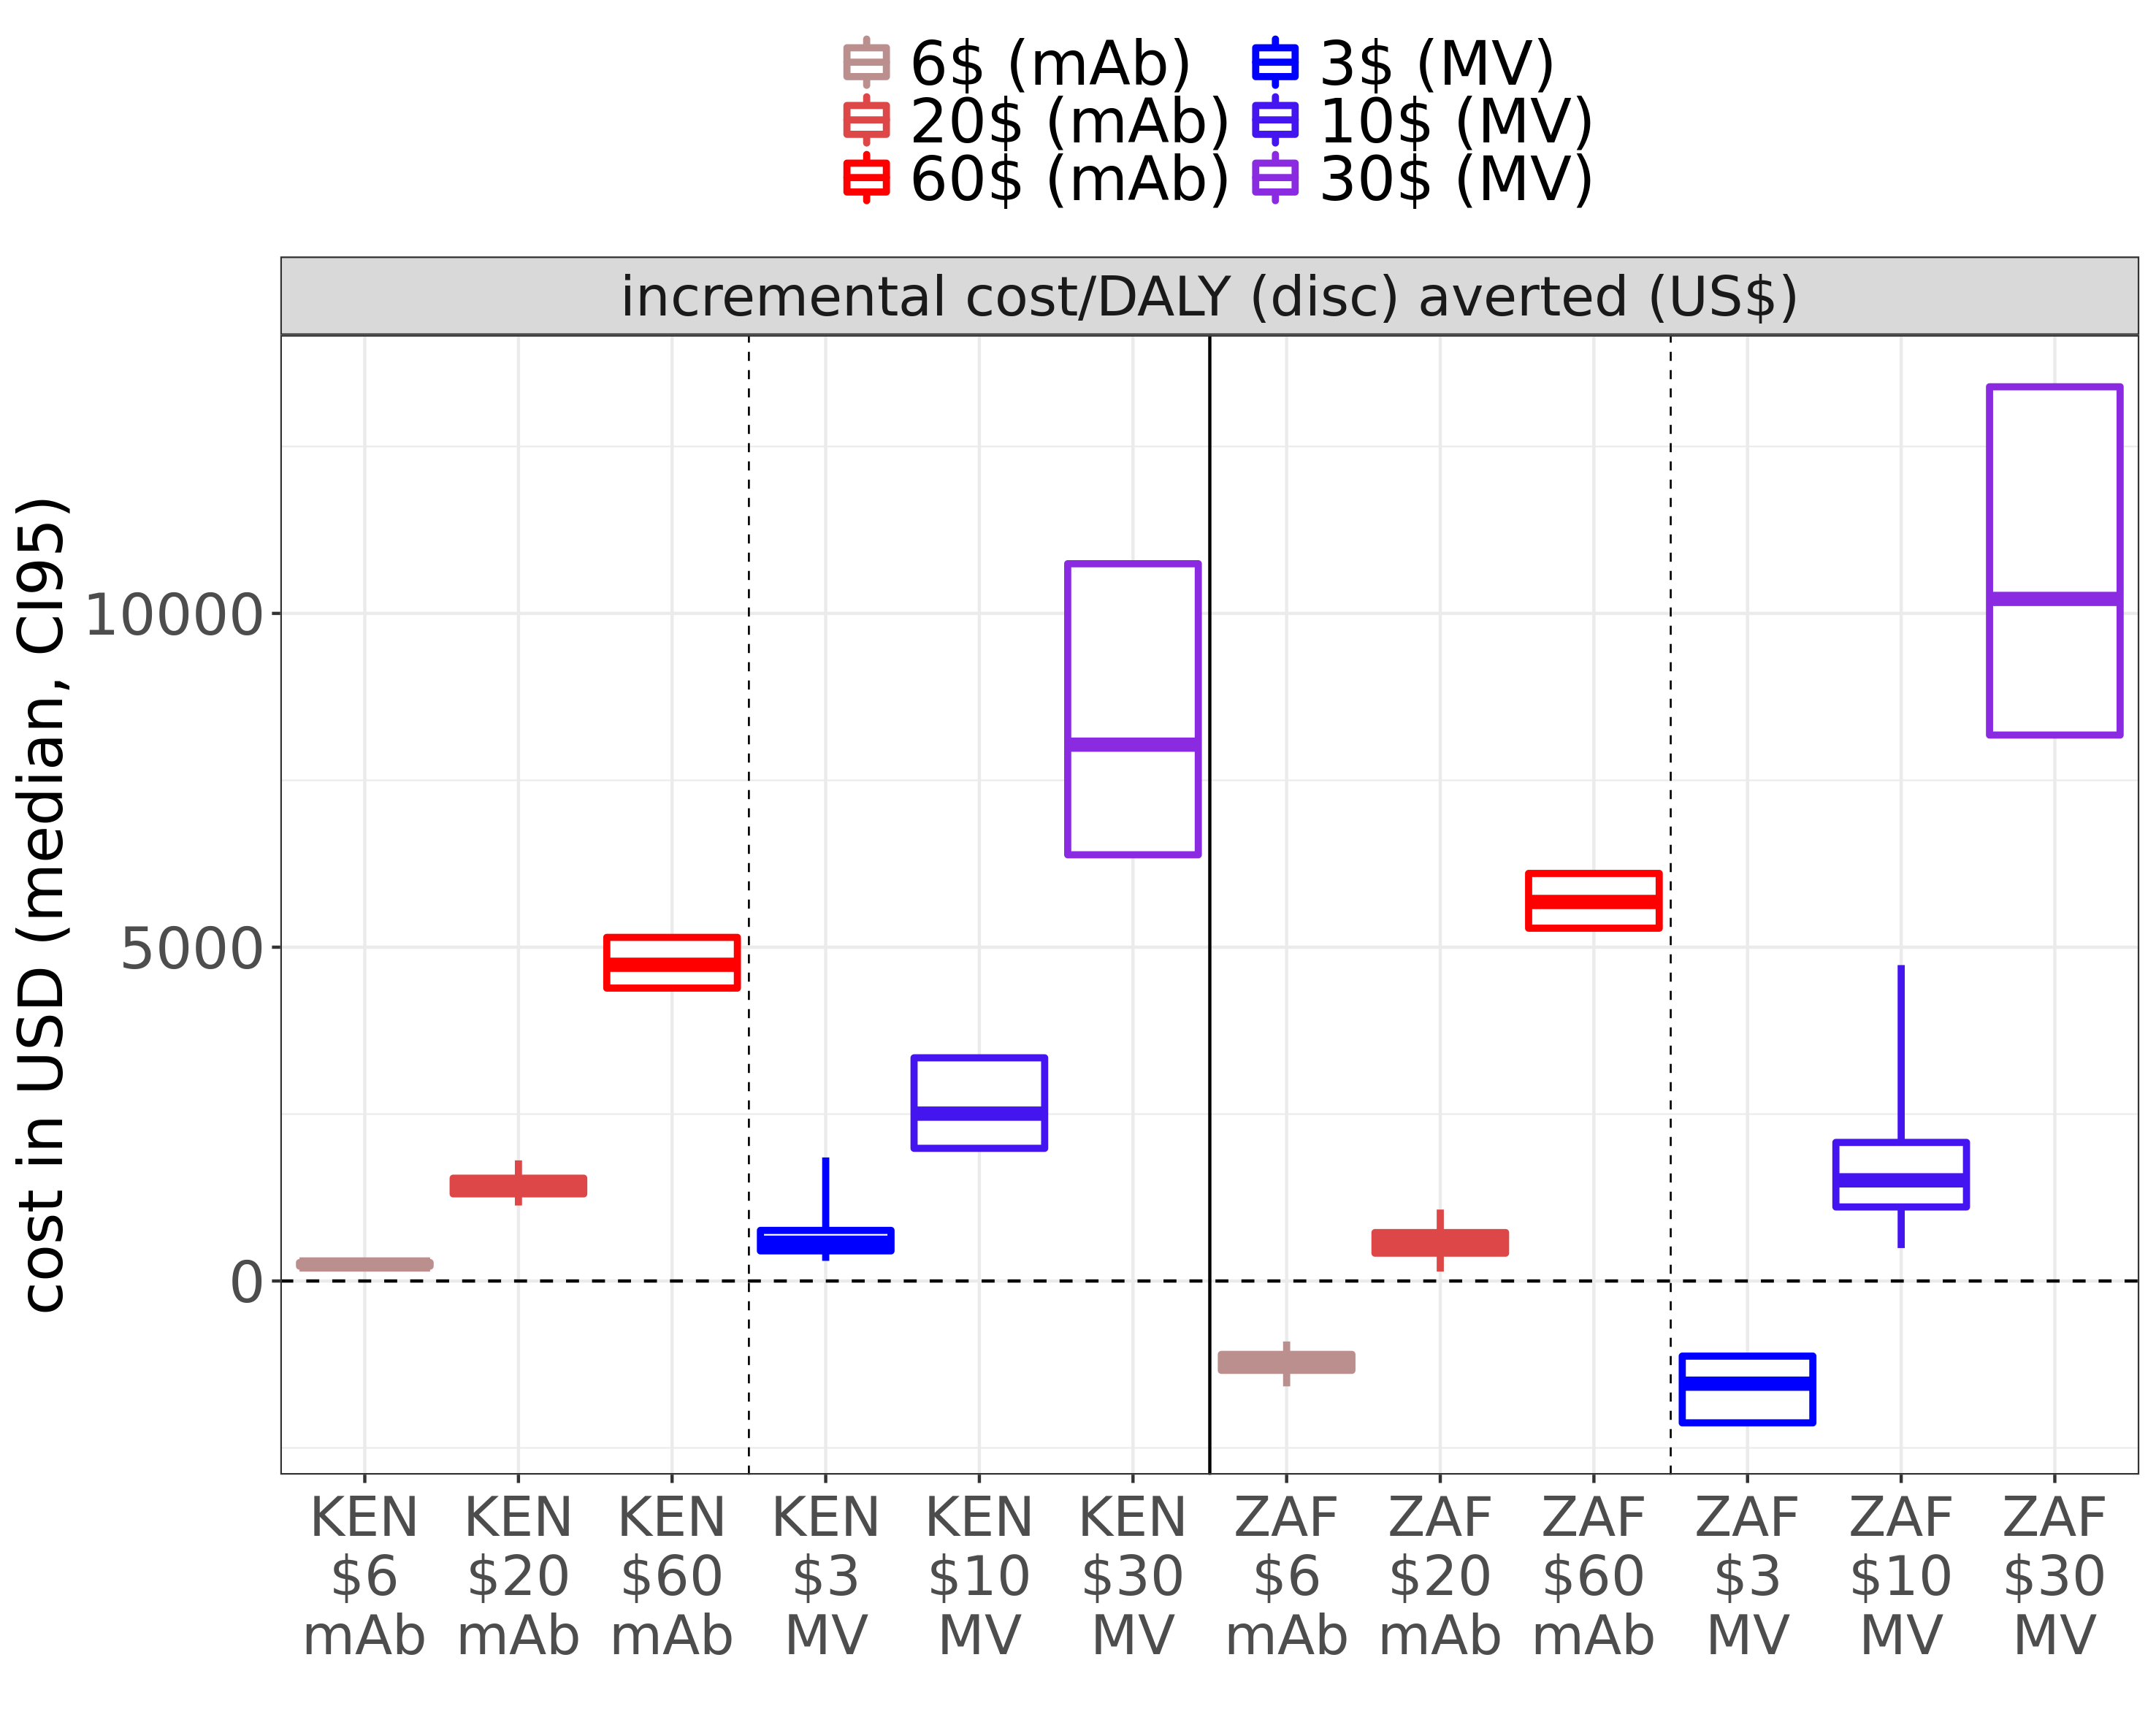 6$ (mAb) 3$ (MV)
20$ (mAb) 10$ (MV)
60$ (mAb) 30$ (MV)
incremental cost/DALY (disc) averted (US$)
cost in USD (median, CI95)
10000
5000
0
KEN KEN KEN KEN KEN KEN ZAF ZAF ZAF ZAF ZAF ZAF
$6 $20 $60 $3 $10 $30 $6 $20 $60 $3 $10 $30
mAb mAb mAb MV MV MV mAb mAb mAb MV MV MV